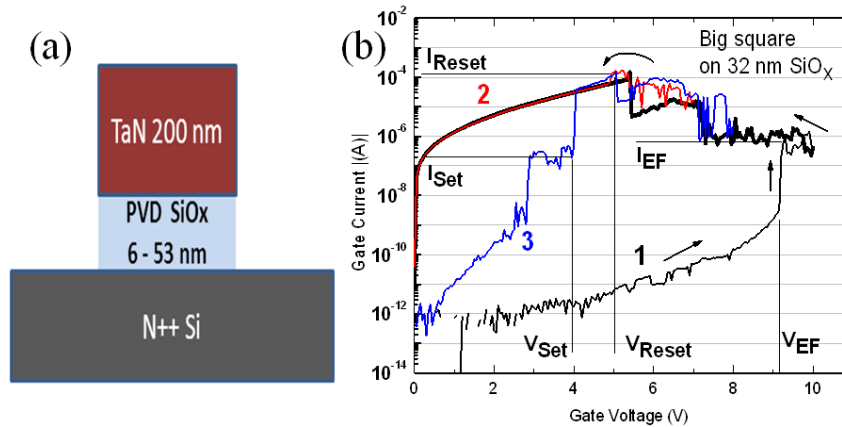 (a)
TaN 200 nm
PVD SiOx
6 - 53 nm
N++ Si
(b)
Big square
on 32 nm SiO_X
I_Reset
2
I_Set
3
1
I_EF
V_Set
V_Reset
V_EF
Gate Current |(A)|
10^-4
10^-6
10^-8
10^-10
10^-12
10^-14
0 2 4 6 8 10
Gate Voltage (V)